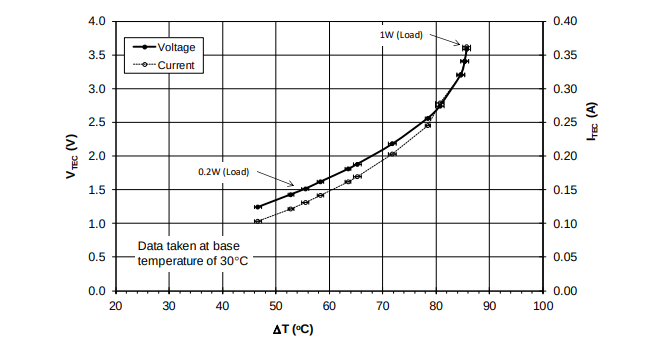 4.0
3.5
3.0
2.5
2.0
1.5
1.0
0.5
0.0
V_TEC (V)
Voltage
Current
1W (Load)
0.2W (Load)
Data taken at base
temperature of 30°C
0.40
0.35
0.30
0.25
0.20
0.15
0.10
0.05
0.00
I_TEC (A)
20 30 40 50 60 70 80 90 100
ΔT (°C)